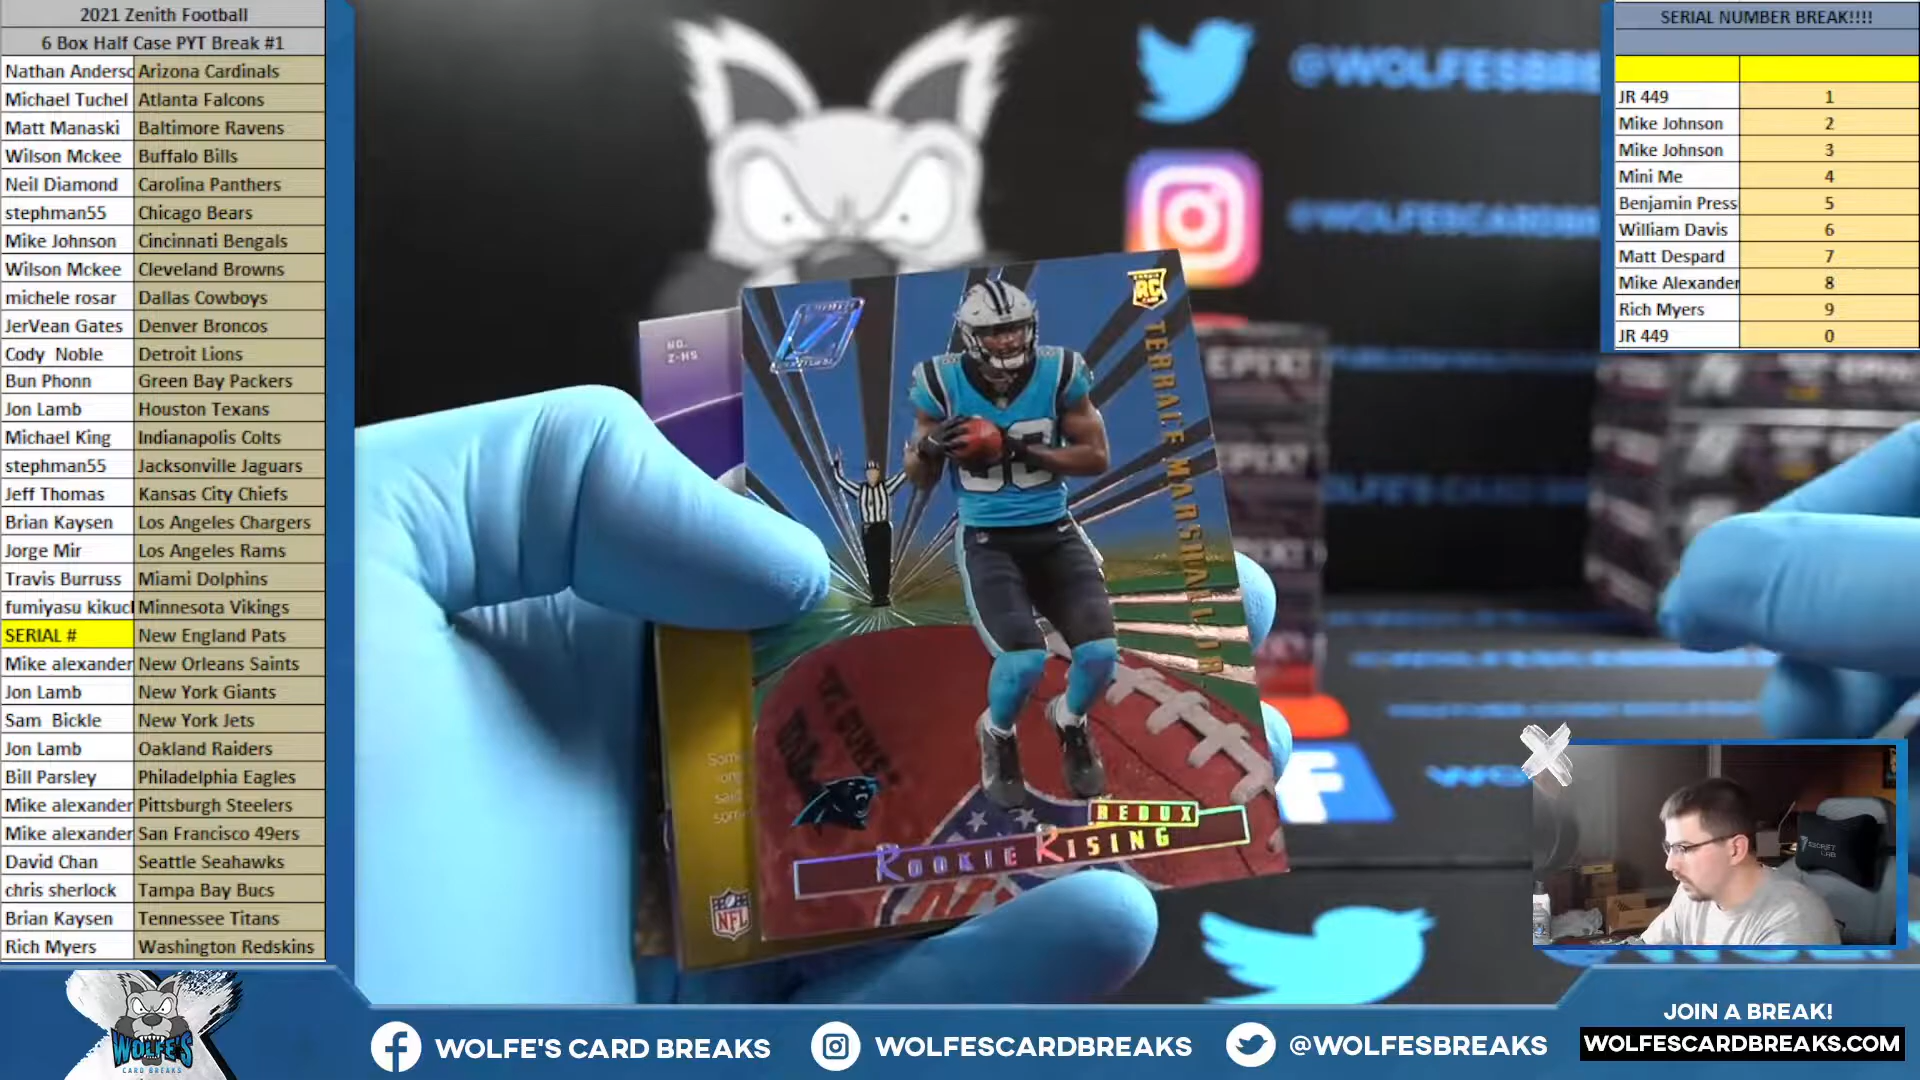 2021 Zenith Football
6 Box Half Case PYT Break #1
Nathan Andersc Arizona Cardinals
Michael Tuchel Atlanta Falcons
Matt Manaski Baltimore Ravens
Wilson Mckee Buffalo Bills
Neil Diamond Carolina Panthers
stephman55 Chicago Bears
Mike Johnson Cincinnati Bengals
Wilson Mckee Cleveland Browns
michele rosar Dallas Cowboys
JerVean Gates Denver Broncos
Cody Noble Detroit Lions
Bun Phonn Green Bay Packers
Jon Lamb Houston Texans
Michael King Indianapolis Colts
stephman55 Jacksonville Jaguars
Jeff Thomas Kansas City Chiefs
Brian Kaysen Los Angeles Chargers
Jorge Mir Los Angeles Rams
Travis Burruss Miami Dolphins
fumiyasu kikucl Minnesota Vikings
SERIAL # New England Pats
Mike alexander New Orleans Saints
Jon Lamb New York Giants
Sam Bickle New York Jets
Jon Lamb Oakland Raiders
Bill Parsley Philadelphia Eagles
Mike alexander Pittsburgh Steelers
Mike alexander San Francisco 49ers
David Chan Seattle Seahawks
chris sherlock Tampa Bay Bucs
Brian Kaysen Tennessee Titans
Rich Myers Washington Redskins
SERIAL NUMBER BREAK!!!!
JR 449 1
Mike Johnson 2
Mike Johnson 3
Mini Me 4
Benjamin Press 5
William Davis 6
Matt Despard 7
Mike Alexander 8
Rich Myers 9
JR 449 0
@WOLFESBRE
@WOLFESCARDBREAKS
NO.
Z-HS
RC
TERRACE MARSHALL JR
REDUX
ROOKIE RISING
NFL
WOLFE'S
CARD BREAKS
WOLFE'S CARD BREAKS
WOLFESCARDBREAKS
@WOLFESBREAKS
JOIN A BREAK!
WOLFESCARDBREAKS.COM